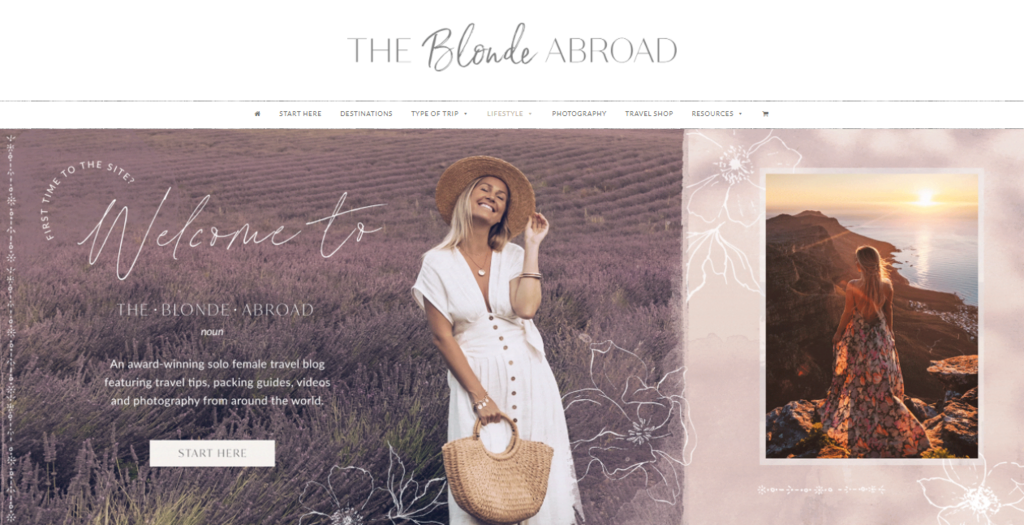 THE Blonde ABROAD
START HERE DESTINATIONS TYPE OF TRIP LIFESTYLE PHOTOGRAPHY TRAVEL SHOP RESOURCES
FIRST TIME TO THE SITE?
Welcome to
THE•BLONDE•ABROAD
noun
An award-winning solo female travel blog
featuring travel tips, packing guides, videos
and photography from around the world.
START HERE